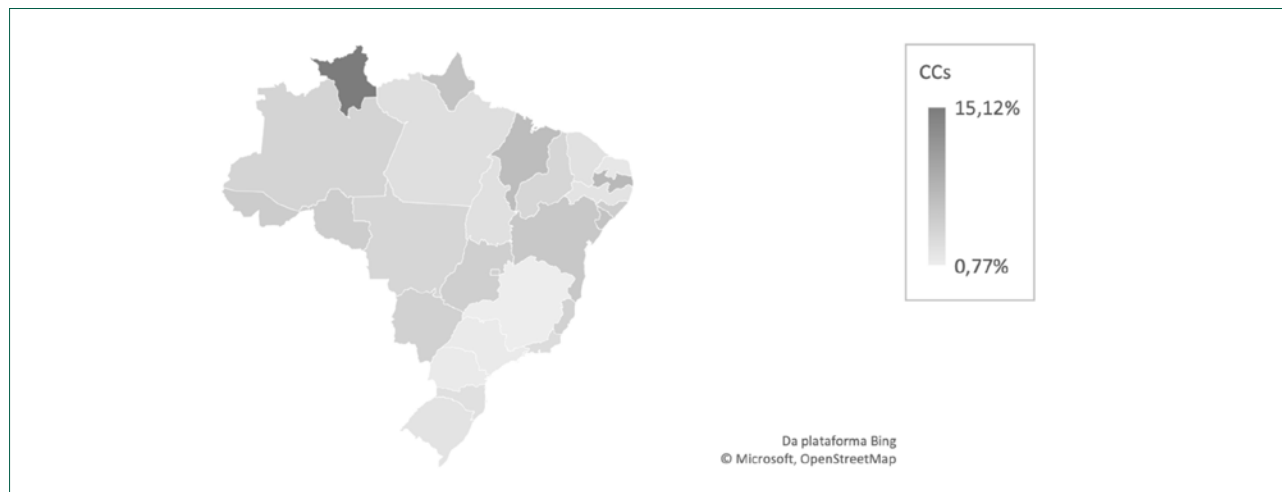 CCs
15,12%
0,77%
Da plataforma Bing
© Microsoft, OpenStreetMap